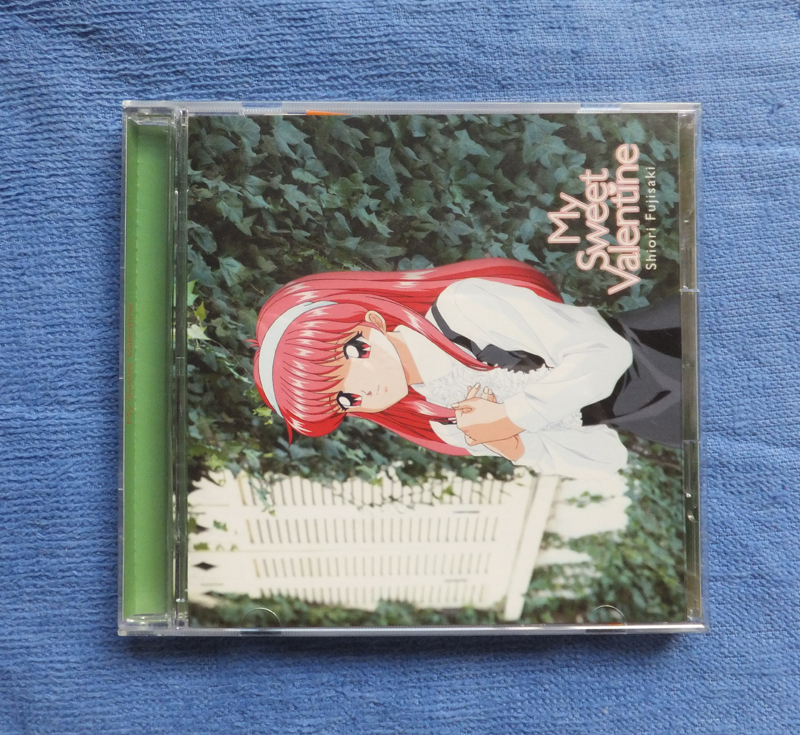 My
Sweet
Valentine
Shiori Fujisaki